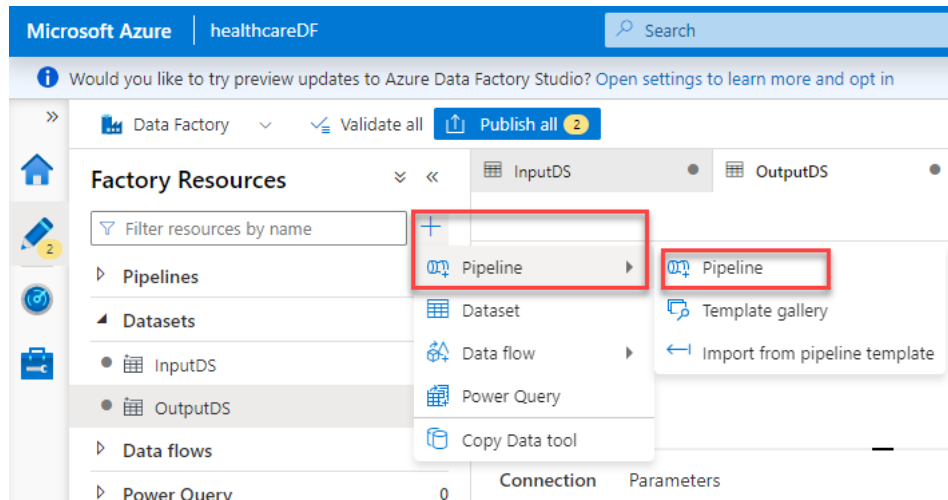 Microsoft Azure healthcareDF Search
Would you like to try preview updates to Azure Data Factory Studio? Open settings to learn more and opt in
Data Factory Validate all Publish all 2
Factory Resources
InputDS OutputDS
Filter resources by name
2
Pipelines
Datasets
InputDS
OutputDS
Data flows
Power Query 0
Pipeline
Dataset
Data flow
Power Query
Copy Data tool
Pipeline
Template gallery
Import from pipeline template
Connection Parameters